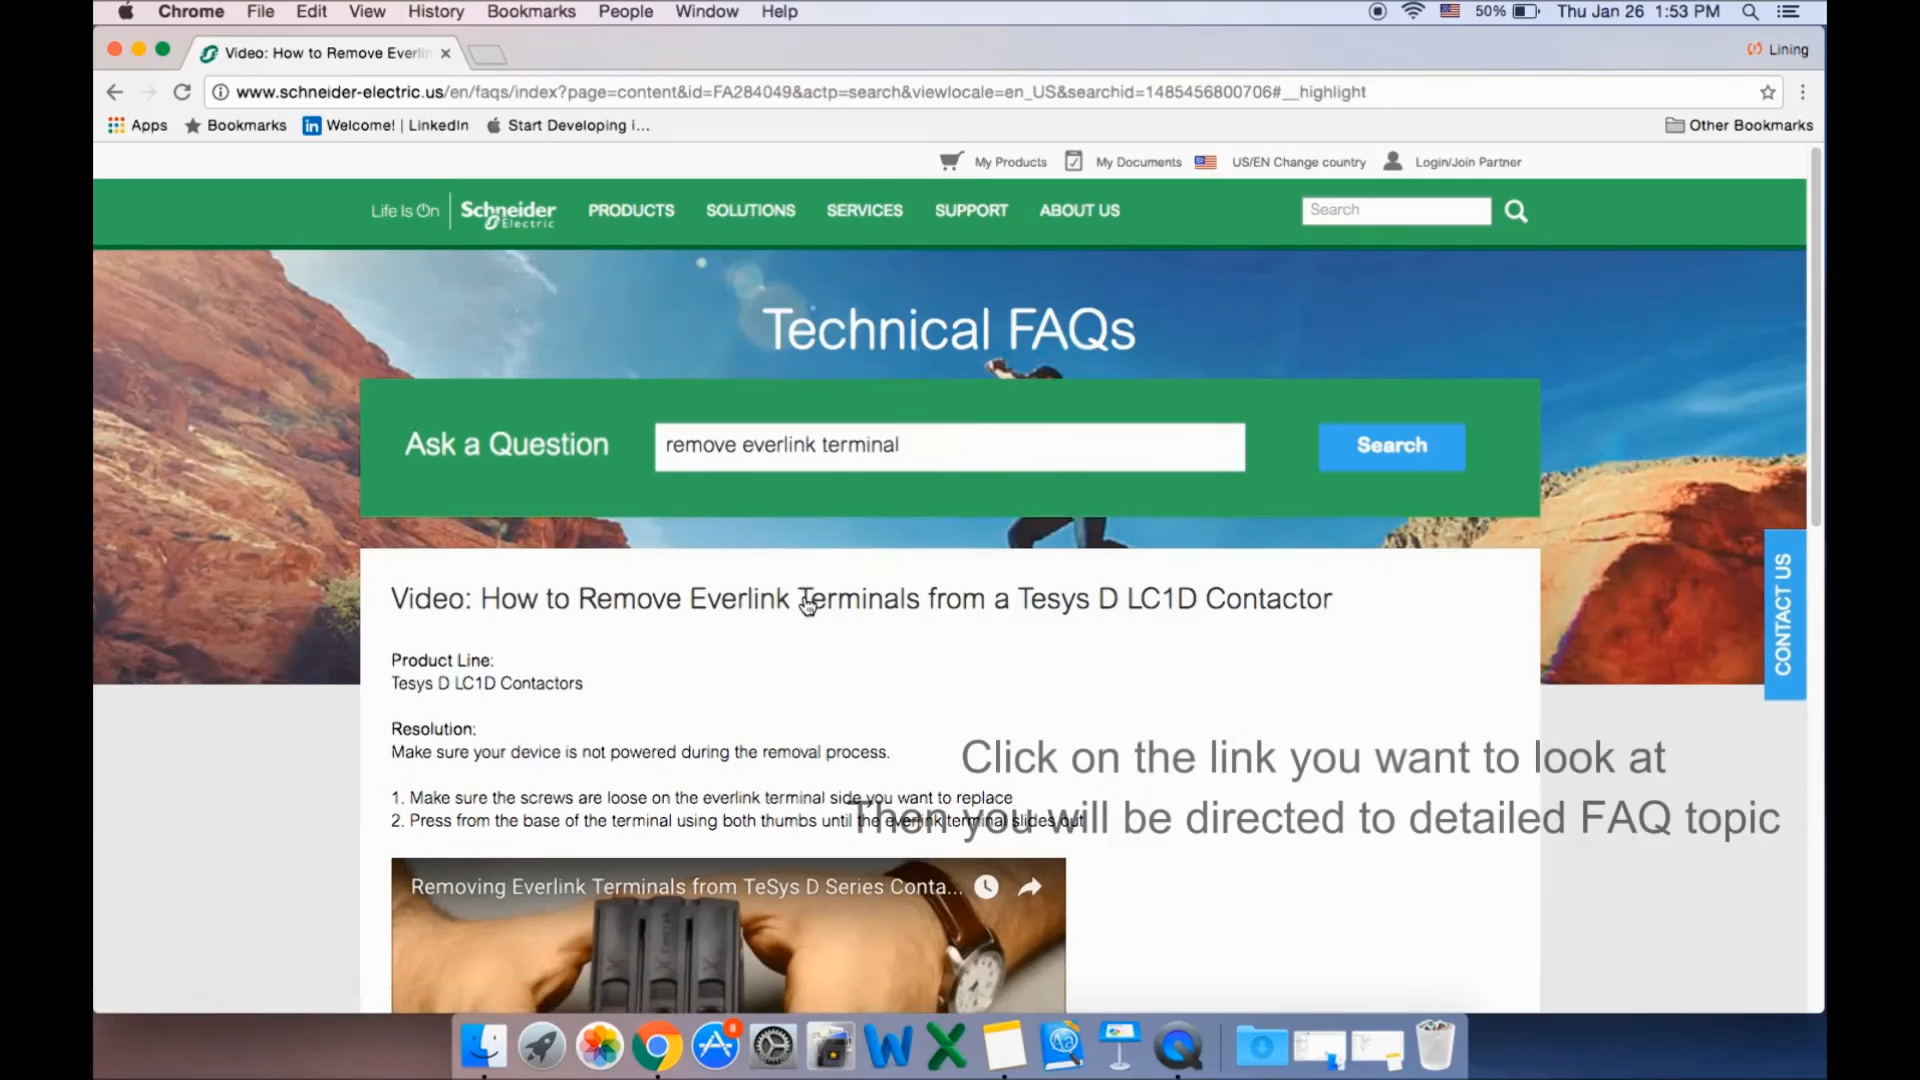 Chrome File Edit View History Bookmarks People Window Help 50% Thu Jan 26 1:53 PM
Video: How to Remove Everlin Lining
www.schneider-electric.us/en/faqs/index?page=content&id=FA284049&actp=search&viewlocale=en_US&searchid=1485456800706#__highlight
Apps Bookmarks Welcome! | LinkedIn Start Developing i... Other Bookmarks
My Products My Documents US/EN Change country Login/Join Partner
Life Is On Schneider Electric PRODUCTS SOLUTIONS SERVICES SUPPORT ABOUT US Search
Technical FAQs
Ask a Question remove everlink terminal Search
CONTACT US
Video: How to Remove Everlink Terminals from a Tesys D LC1D Contactor
Product Line:
Tesys D LC1D Contactors
Resolution:
Make sure your device is not powered during the removal process.
Click on the link you want to look at
1. Make sure the screws are loose on the everlink terminal side you want to replace
2. Press from the base of the terminal using both thumbs until the everlink terminal slides out
Then you will be directed to detailed FAQ topic
Removing Everlink Terminals from TeSys D Series Conta...
8